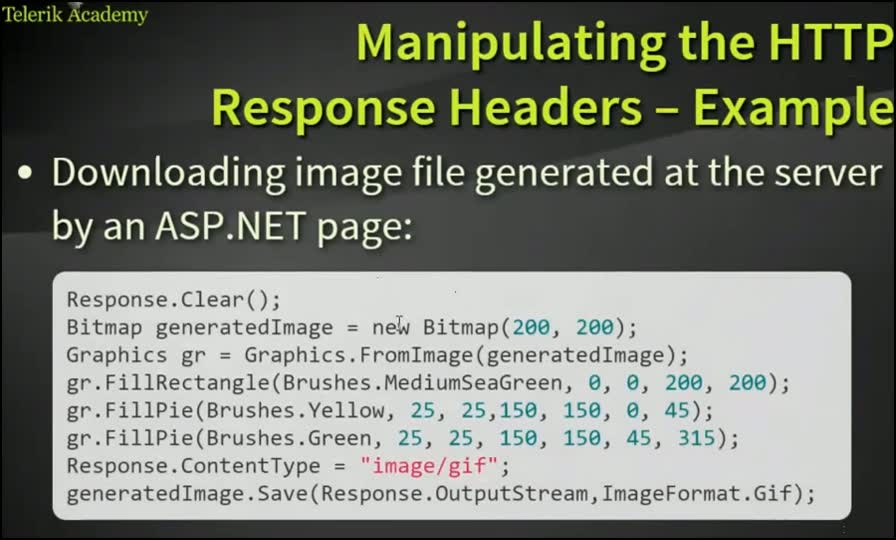 Telerik Academy
Manipulating the HTTP
Response Headers – Example
• Downloading image file generated at the server
by an ASP.NET page:
Response.Clear();
Bitmap generatedImage = new Bitmap(200, 200);
Graphics gr = Graphics.FromImage(generatedImage);
gr.FillRectangle(Brushes.MediumSeaGreen, 0, 0, 200, 200);
gr.FillPie(Brushes.Yellow, 25, 25,150, 150, 0, 45);
gr.FillPie(Brushes.Green, 25, 25, 150, 150, 45, 315);
Response.ContentType = "image/gif";
generatedImage.Save(Response.OutputStream,ImageFormat.Gif);